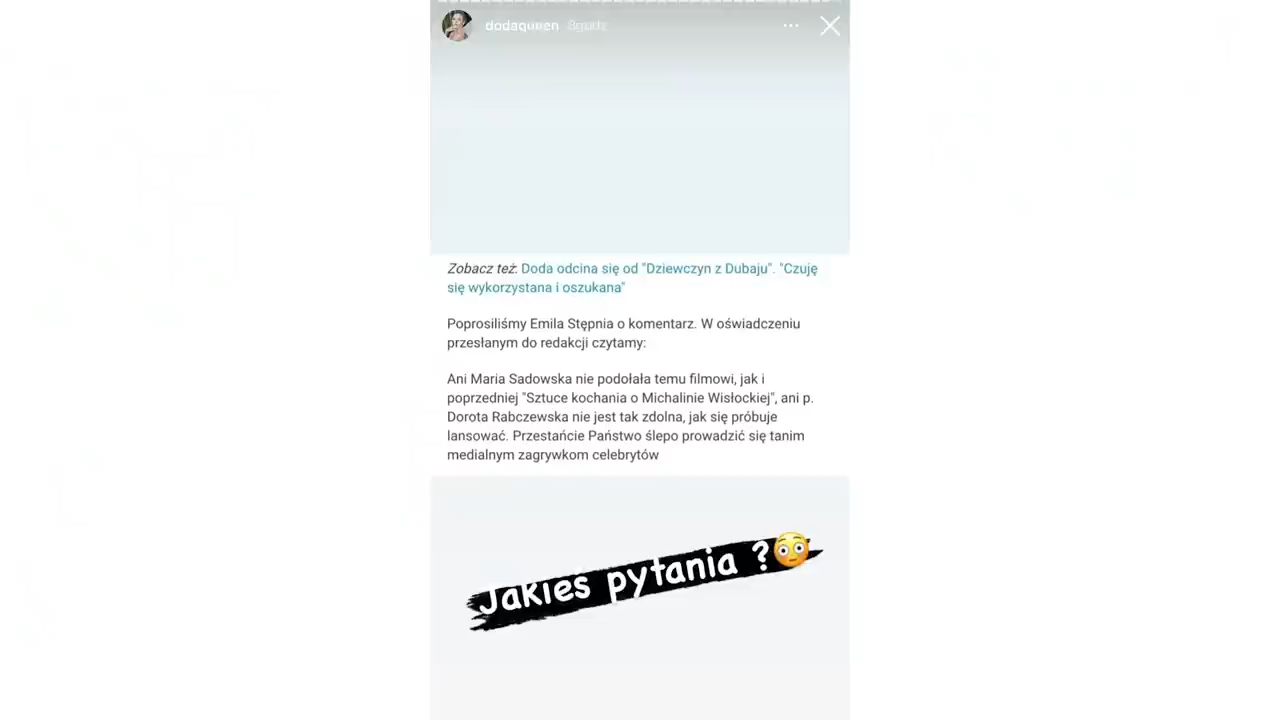 dodaqueen 8godz.
Zobacz też: Doda odcina się od "Dziewczyn z Dubaju". "Czuję
się wykorzystana i oszukana"
Poprosiliśmy Emila Stępnia o komentarz. W oświadczeniu
przesłanym do redakcji czytamy:
Ani Maria Sadowska nie podołała temu filmowi, jak i
poprzedniej "Sztuce kochania o Michalinie Wisłockiej", ani p.
Dorota Rabczewska nie jest tak zdolna, jak się próbuje
lansować. Przestańcie Państwo ślepo prowadzić się tanim
medialnym zagrywkom celebrytów
Jakieś pytania ?😳